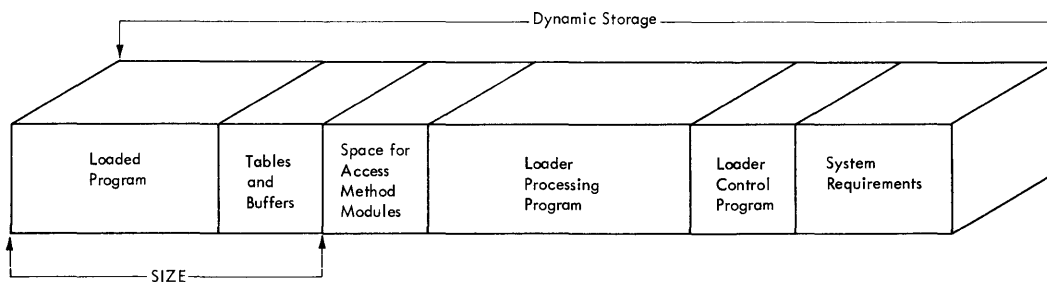 Dynamic Storage
Loaded
Program
Tables
and
Buffers
Space for
Access
Method
Modules
Loader
Processing
Program
Loader
Control
Program
System
Requirements
SIZE